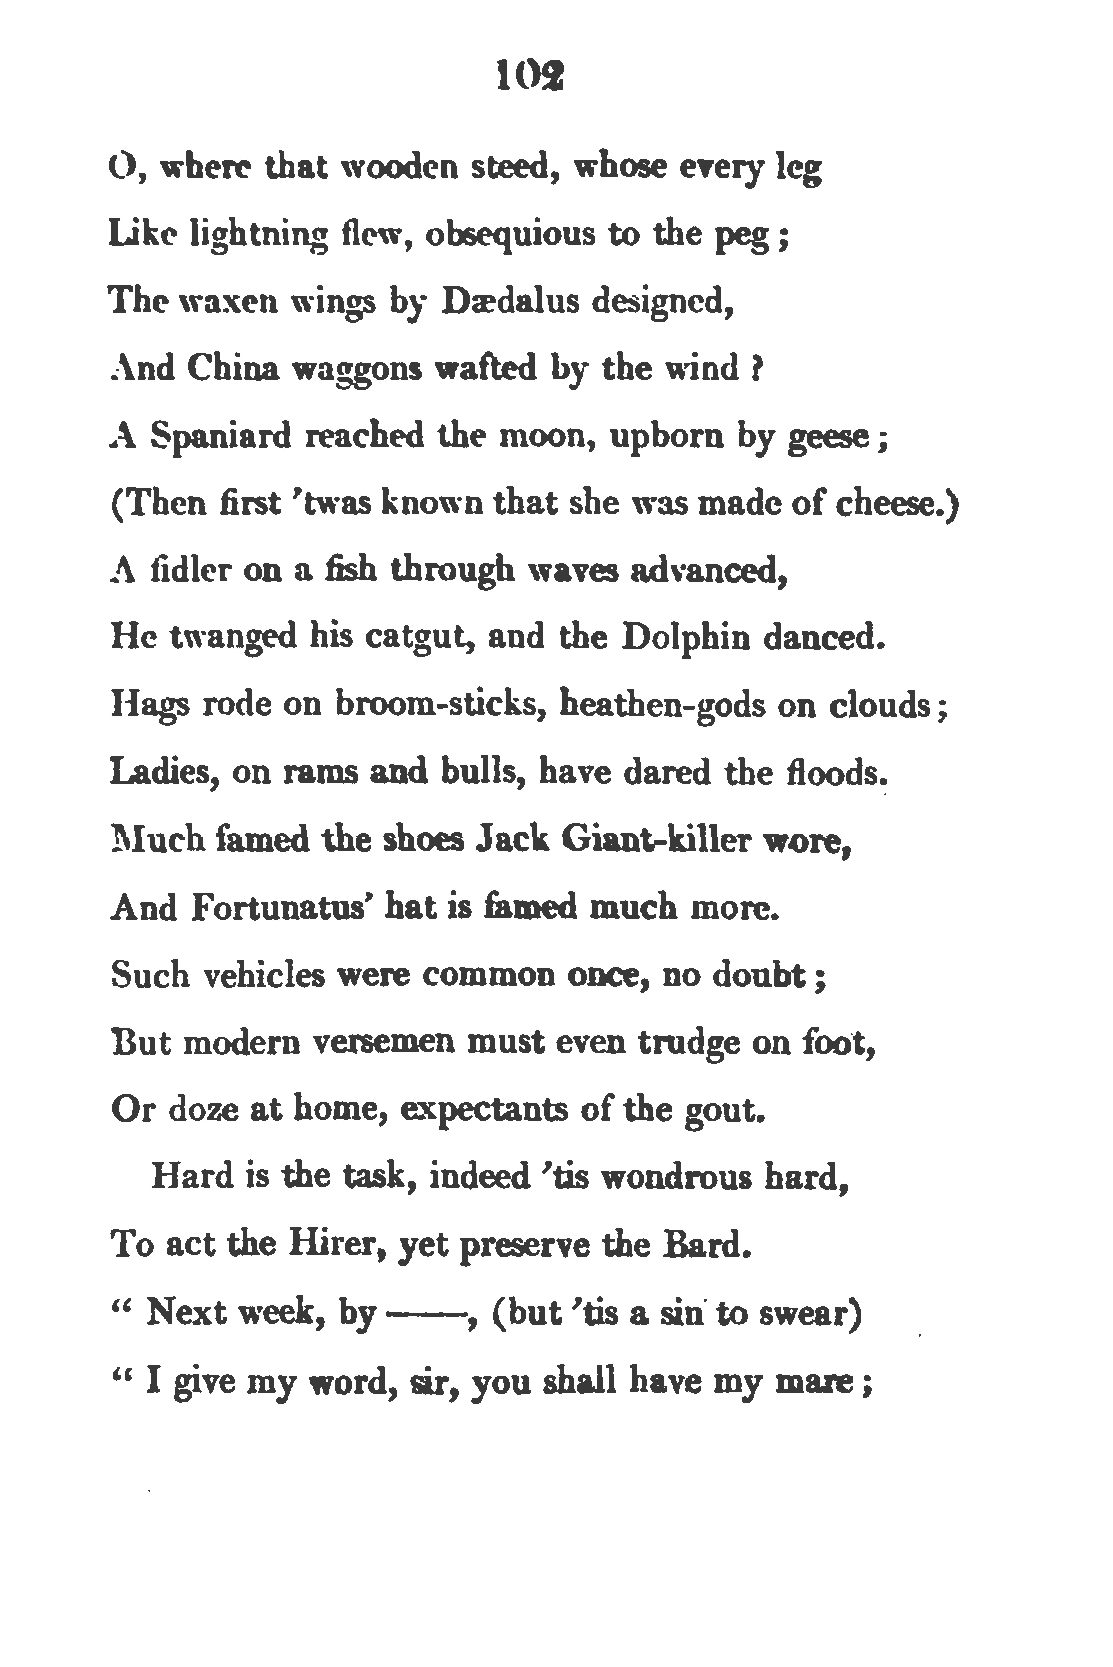 102
O, where that wooden steed, whose every leg
Like lightning flew, obsequious to the peg;
The waxen wings by Dædalus designed,
And China waggons wafted by the wind?
A Spaniard reached the moon, upborn by geese;
(Then first 'twas known that she was made of cheese.)
A fidler on a fish through waves advanced,
He twanged his catgut, and the Dolphin danced.
Hags rode on broom-sticks, heathen-gods on clouds;
Ladies, on rams and bulls, have dared the floods.
Much famed the shoes Jack Giant-killer wore,
And Fortunatus' hat is famed much more.
Such vehicles were common once, no doubt;
But modern versemen must even trudge on foot,
Or doze at home, expectants of the gout.
Hard is the task, indeed 'tis wondrous hard,
To act the Hirer, yet preserve the Bard.
“ Next week, by ——, (but 'tis a sin to swear)
“ I give my word, sir, you shall have my mare;